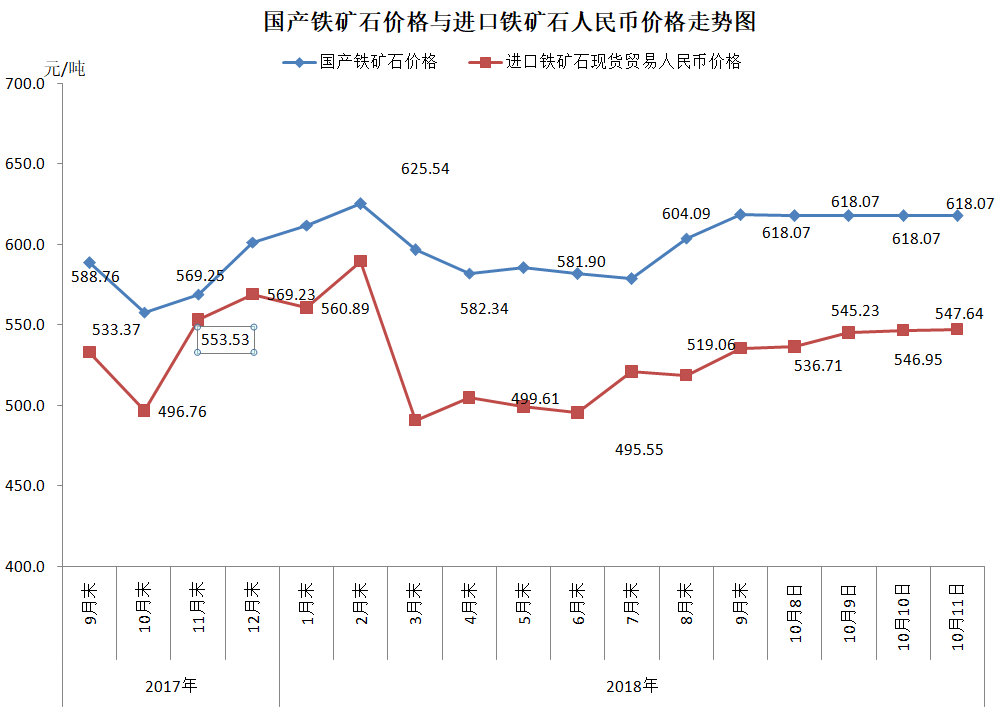 国产铁矿石价格与进口铁矿石人民币价格走势图
国产铁矿石价格 进口铁矿石现货贸易人民币价格
元/吨
700.0
650.0
600.0
550.0
500.0
450.0
400.0
625.54
604.09
618.07
618.07
618.07
618.07
588.76
569.25
581.90
533.37
569.23
560.89
582.34
553.53
545.23
547.64
519.06
536.71
546.95
496.76
499.61
495.55
9月末
10月末
11月末
12月末
1月末
2月末
3月末
4月末
5月末
6月末
7月末
8月末
9月末
10月8日
10月9日
10月10日
10月11日
2017年
2018年